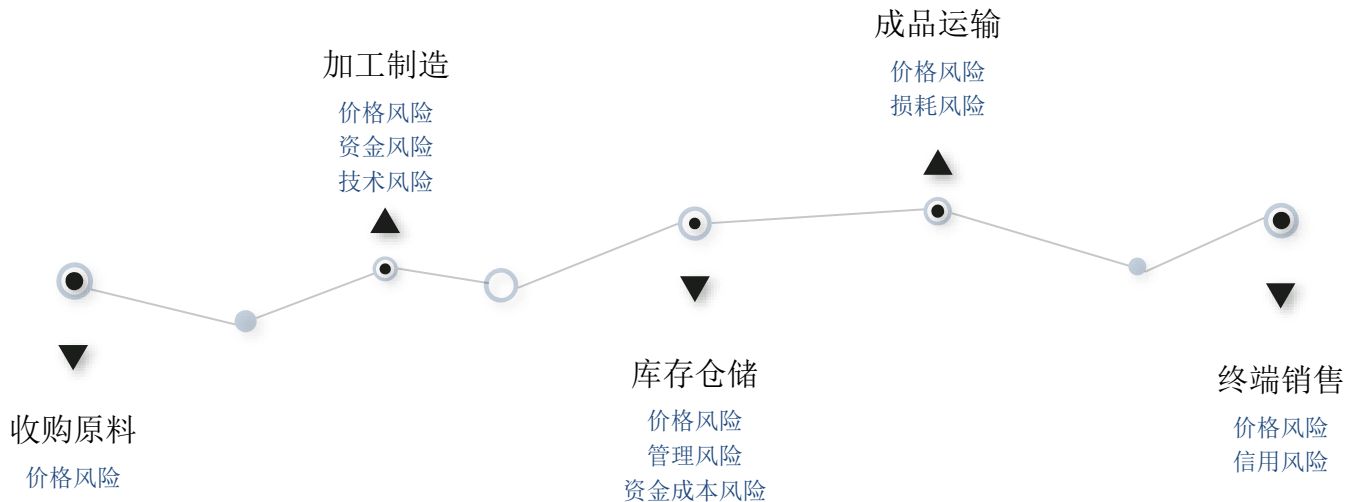 收购原料
价格风险
加工制造
价格风险
资金风险
技术风险
库存仓储
价格风险
管理风险
资金成本风险
成品运输
价格风险
损耗风险
终端销售
价格风险
信用风险